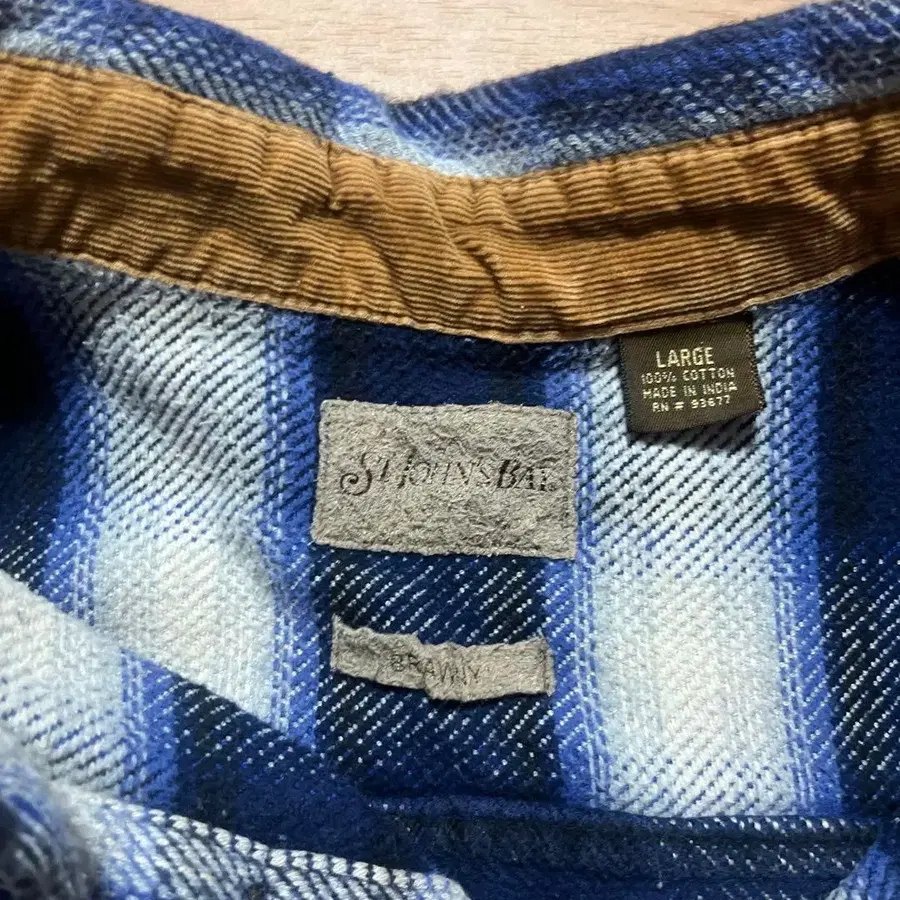 LARGE
100% COTTON
MADE IN INDIA
RN # 93677
ST. JOHN'S BAY
BRAWNY